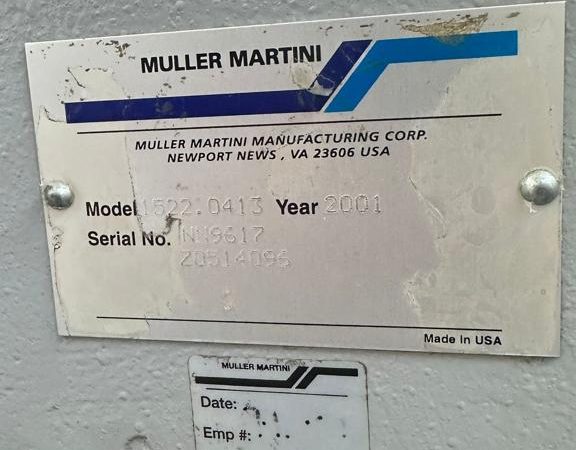 MULLER MARTINI
MULLER MARTINI MANUFACTURING CORP.
NEWPORT NEWS , VA 23606 USA
Model 1522.0413 Year 2001
Serial No. NN9617
Z0514096
Made In USA
MULLER MARTINI
Date:
Emp #: